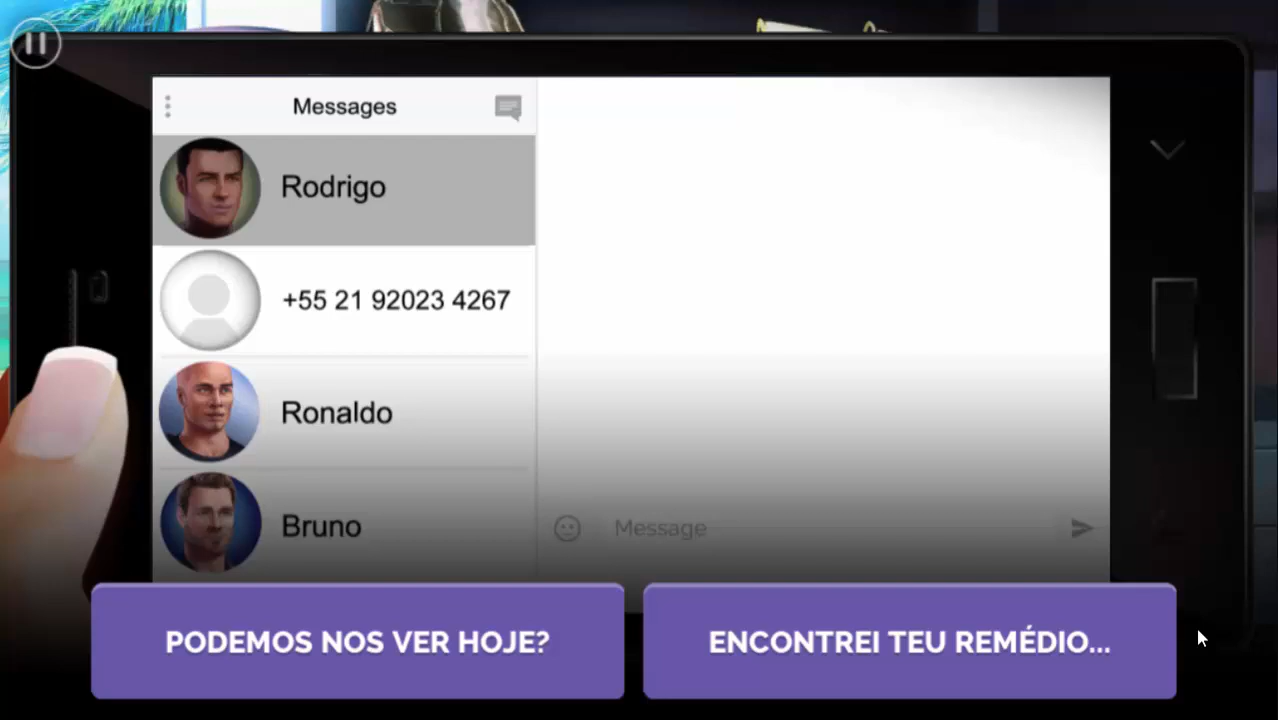 Messages
Rodrigo
+55 21 92023 4267
Ronaldo
Bruno
Message
PODEMOS NOS VER HOJE?
ENCONTREI TEU REMÉDIO...